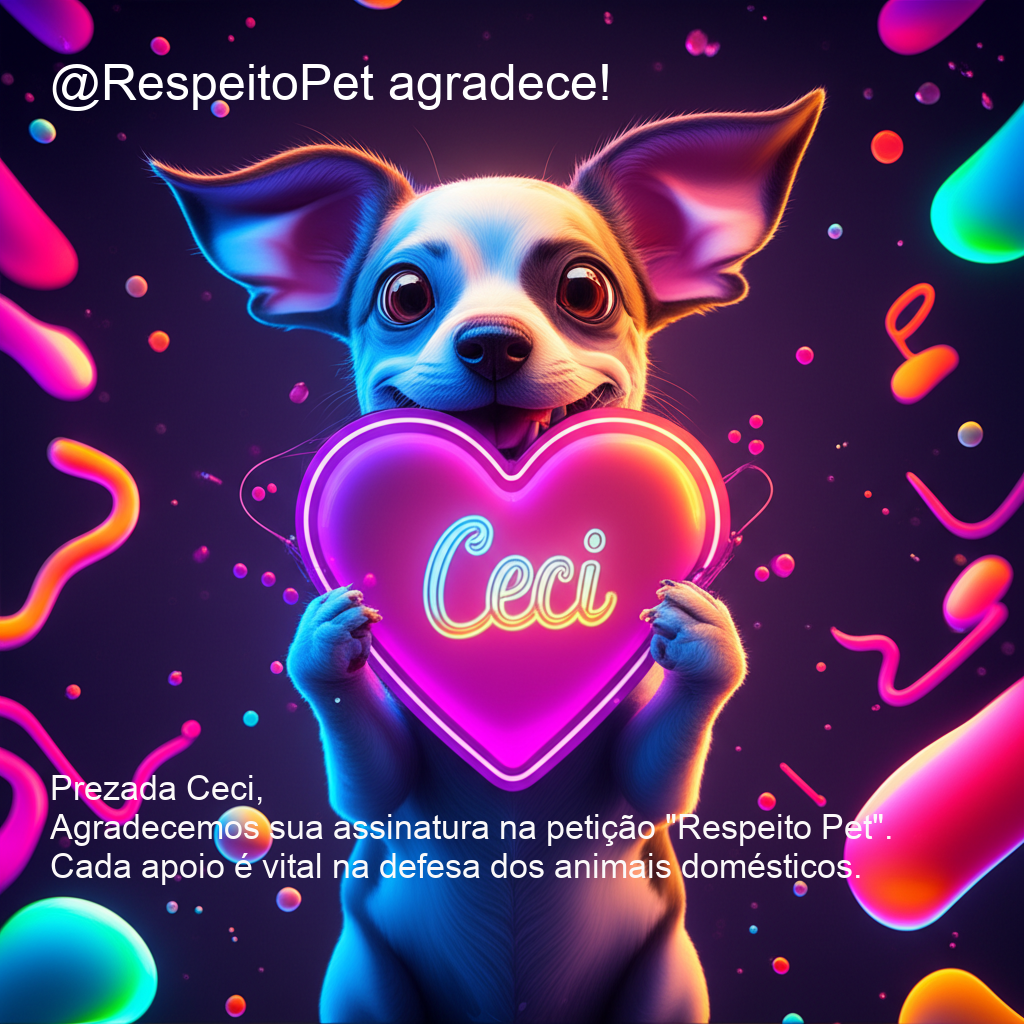 @RespeitoPet agradece!
Ceci
Prezada Ceci,
Agradecemos sua assinatura na petição "Respeito Pet".
Cada apoio é vital na defesa dos animais domésticos.